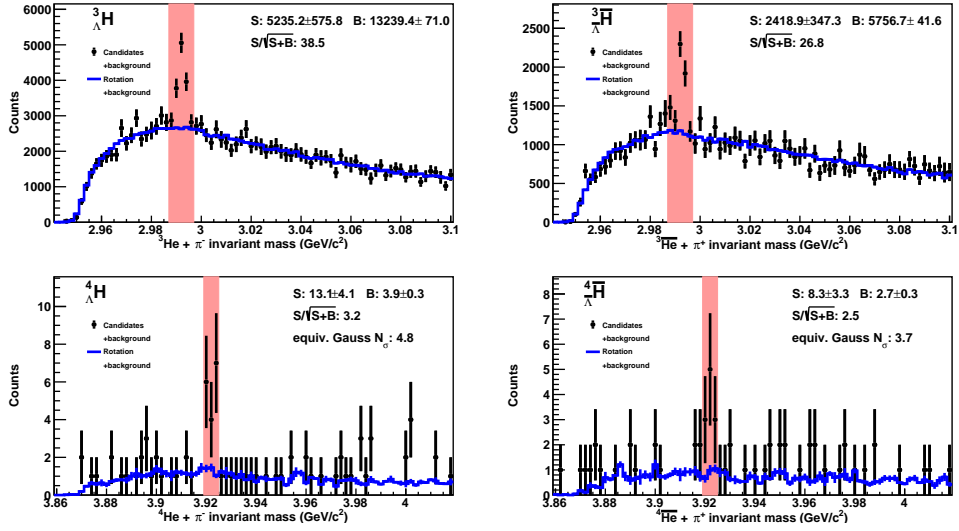 ³ΛH
S: 5235.2±575.8 B: 13239.4± 71.0
S/√S+B: 38.5
Candidates
+background
Rotation
+background
Counts
6000
5000
4000
3000
2000
1000
0
2.96 2.98 3 3.02 3.04 3.06 3.08 3.1
³He + π⁻ invariant mass (GeV/c²)
³Λ̅H̅
S: 2418.9±347.3 B: 5756.7± 41.6
S/√S+B: 26.8
Candidates
+background
Rotation
+background
Counts
2500
2000
1500
1000
500
0
2.96 2.98 3 3.02 3.04 3.06 3.08 3.1
³H̅e̅ + π⁺ invariant mass (GeV/c²)
⁴ΛH
S: 13.1±4.1 B: 3.9±0.3
S/√S+B: 3.2
equiv. Gauss Nσ: 4.8
Candidates
+background
Rotation
+background
Counts
10
8
6
4
2
0
3.86 3.88 3.9 3.92 3.94 3.96 3.98 4
⁴He + π⁻ invariant mass (GeV/c²)
⁴Λ̅H̅
S: 8.3±3.3 B: 2.7±0.3
S/√S+B: 2.5
equiv. Gauss Nσ: 3.7
Candidates
+background
Rotation
+background
Counts
8
7
6
5
4
3
2
1
0
3.86 3.88 3.9 3.92 3.94 3.96 3.98 4
⁴H̅e̅ + π⁺ invariant mass (GeV/c²)